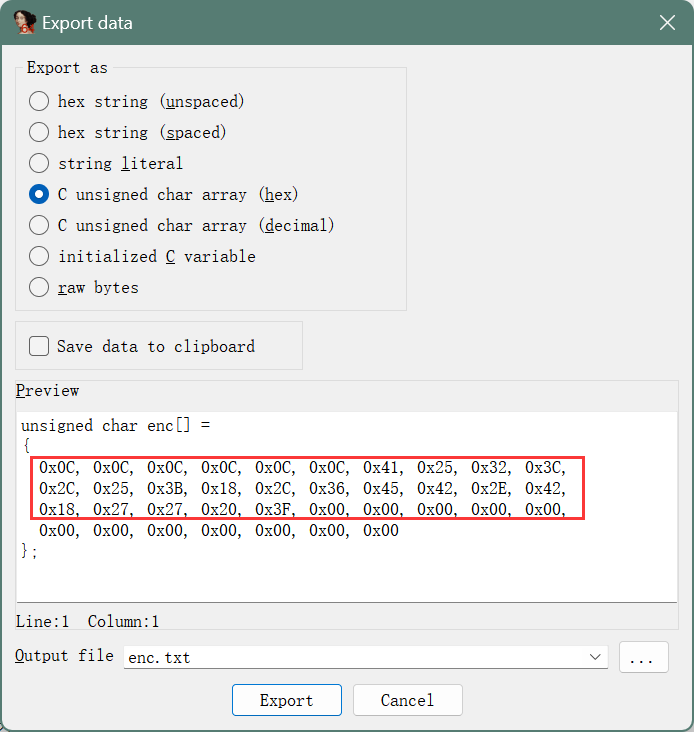 Export data
Export as
hex string (unspaced)
hex string (spaced)
string literal
C unsigned char array (hex)
C unsigned char array (decimal)
initialized C variable
raw bytes
Save data to clipboard
Preview
unsigned char enc[] =
{
0x0C, 0x0C, 0x0C, 0x0C, 0x0C, 0x0C, 0x41, 0x25, 0x32, 0x3C,
0x2C, 0x25, 0x3B, 0x18, 0x2C, 0x36, 0x45, 0x42, 0x2E, 0x42,
0x18, 0x27, 0x27, 0x20, 0x3F, 0x00, 0x00, 0x00, 0x00, 0x00,
0x00, 0x00, 0x00, 0x00, 0x00, 0x00, 0x00
};
Line:1 Column:1
Output file enc.txt ...
Export Cancel